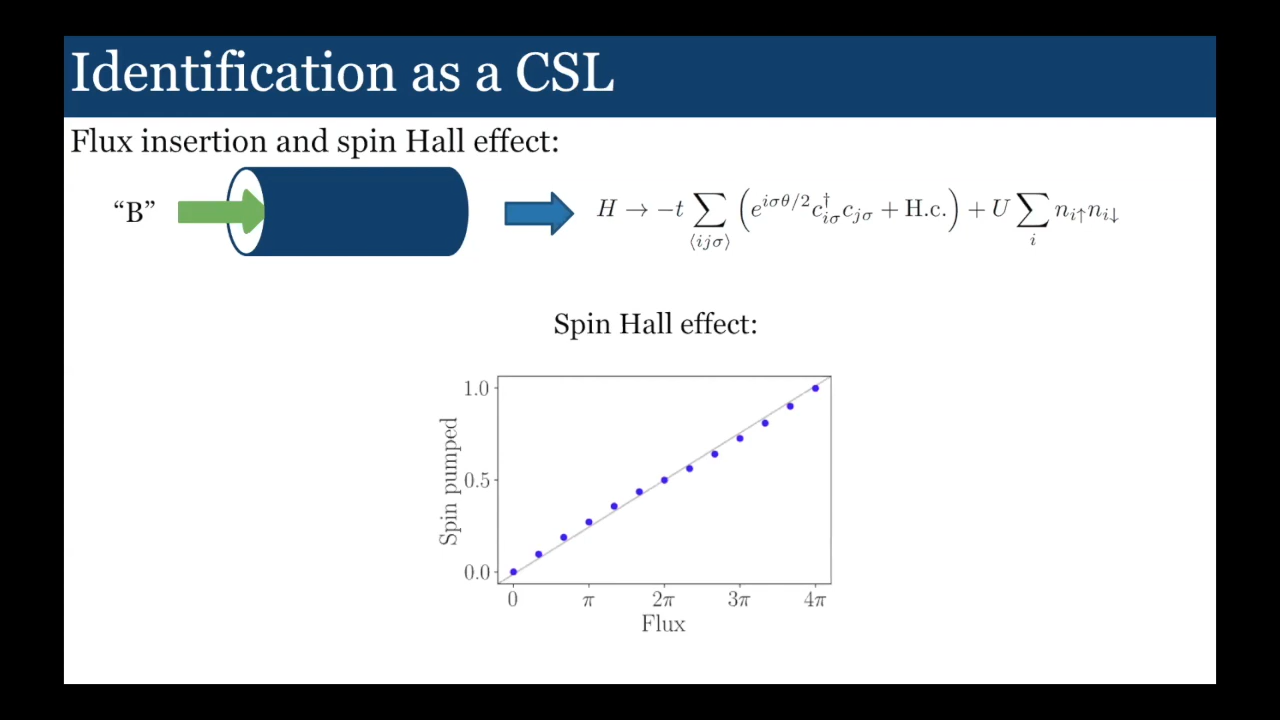 Identification as a CSL
Flux insertion and spin Hall effect:
“B”
H → −t ∑⟨ijσ⟩ (e^{iσθ/2} c†_{iσ} c_{jσ} + H.c.) + U ∑_i n_{i↑} n_{i↓}
Spin Hall effect:
Spin pumped
1.0
0.5
0.0
0 π 2π 3π 4π
Flux